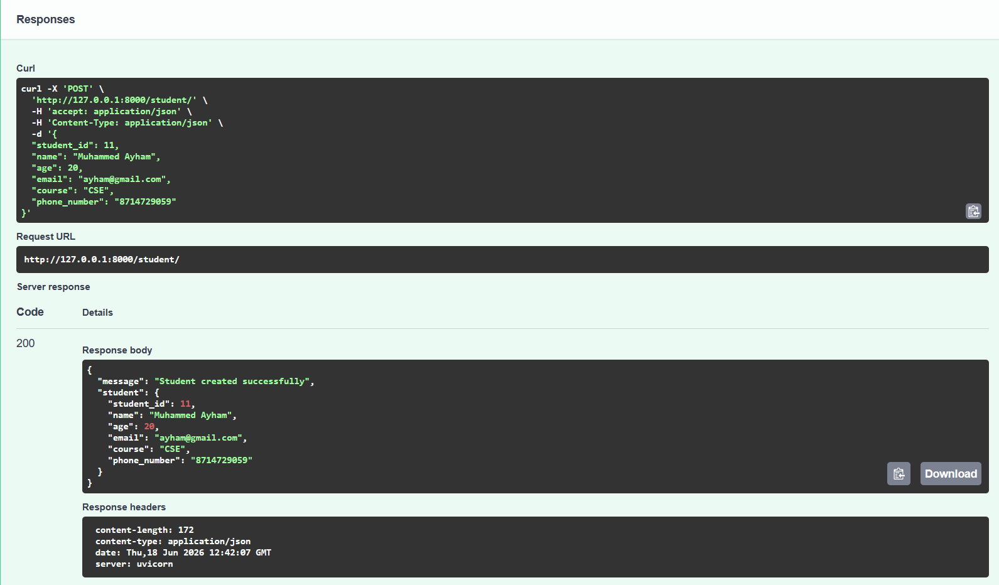 Responses
Curl
curl -X 'POST' \
  'http://127.0.0.1:8000/student/' \
  -H 'accept: application/json' \
  -H 'Content-Type: application/json' \
  -d '{
  "student_id": 11,
  "name": "Muhammed Ayham",
  "age": 20,
  "email": "ayham@gmail.com",
  "course": "CSE",
  "phone_number": "8714729059"
}'
Request URL
http://127.0.0.1:8000/student/
Server response
Code Details
200
Response body
{
  "message": "Student created successfully",
  "student": {
    "student_id": 11,
    "name": "Muhammed Ayham",
    "age": 20,
    "email": "ayham@gmail.com",
    "course": "CSE",
    "phone_number": "8714729059"
  }
}
Download
Response headers
content-length: 172
content-type: application/json
date: Thu,18 Jun 2026 12:42:07 GMT
server: uvicorn